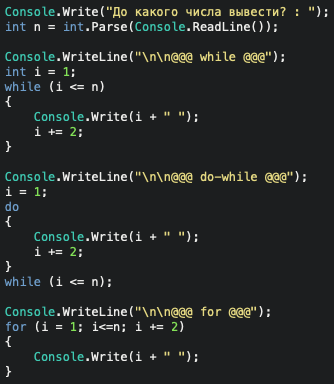 Console.Write("До какого числа вывести? : ");
int n = int.Parse(Console.ReadLine());

Console.WriteLine("\n\n@@@ while @@@");
int i = 1;
while (i <= n)
{
    Console.Write(i + " ");
    i += 2;
}

Console.WriteLine("\n\n@@@ do-while @@@");
i = 1;
do
{
    Console.Write(i + " ");
    i += 2;
}
while (i <= n);

Console.WriteLine("\n\n@@@ for @@@");
for (i = 1; i<=n; i += 2)
{
    Console.Write(i + " ");
}